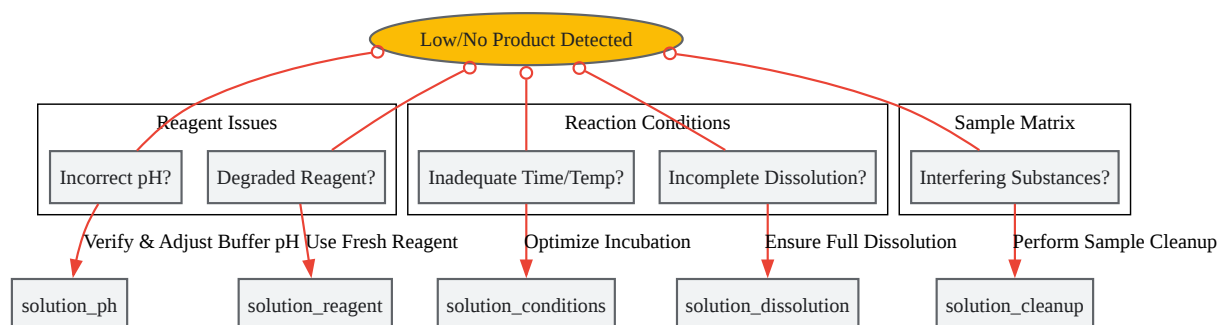 Low/No Product Detected
Reagent Issues
Reaction Conditions
Sample Matrix
Incorrect pH?
Degraded Reagent?
Inadequate Time/Temp?
Incomplete Dissolution?
Interfering Substances?
Verify & Adjust Buffer pH
Use Fresh Reagent
Optimize Incubation
Ensure Full Dissolution
Perform Sample Cleanup
solution_ph
solution_reagent
solution_conditions
solution_dissolution
solution_cleanup